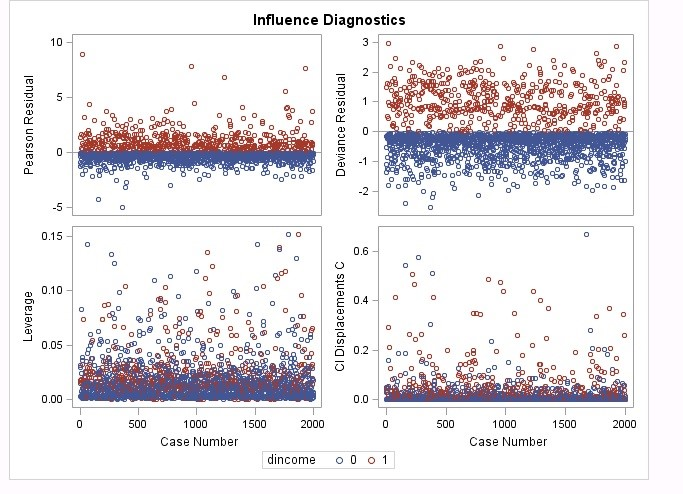 Influence Diagnostics
Pearson Residual
10
5
0
-5
Deviance Residual
3
2
1
0
-1
-2
Leverage
0.15
0.10
0.05
0.00
0 500 1000 1500 2000
Case Number
CI Displacements C
0.6
0.4
0.2
0.0
0 500 1000 1500 2000
Case Number
dincome 0 1